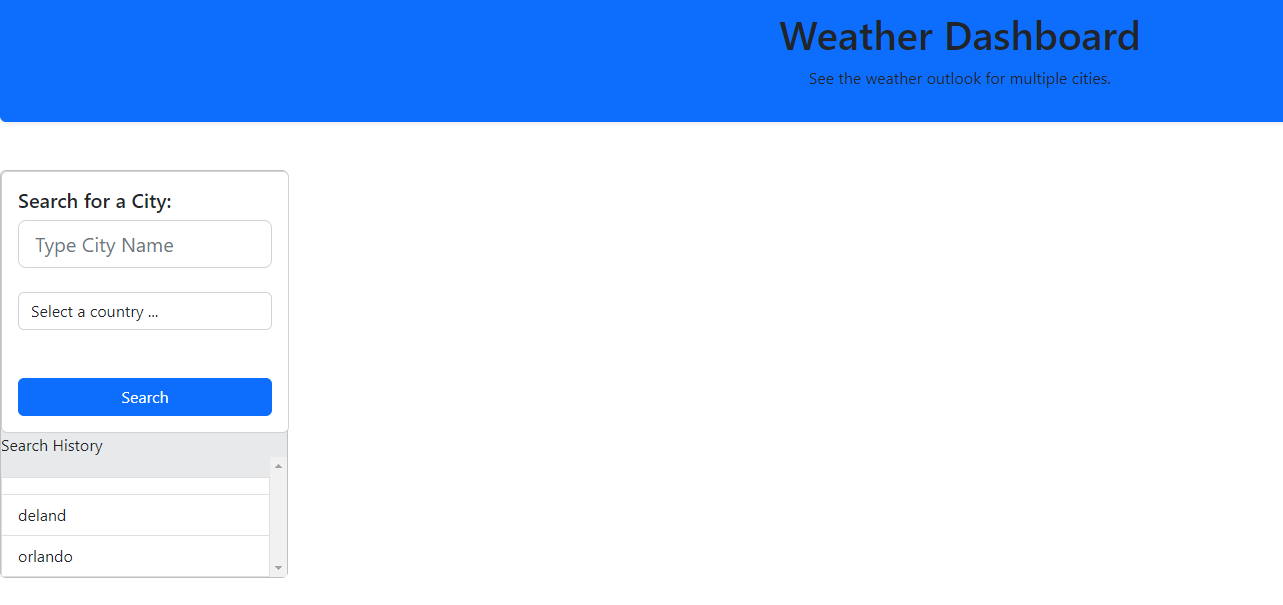 Weather Dashboard
See the weather outlook for multiple cities.
Search for a City:
Type City Name
Select a country ...
Search
Search History
deland
orlando